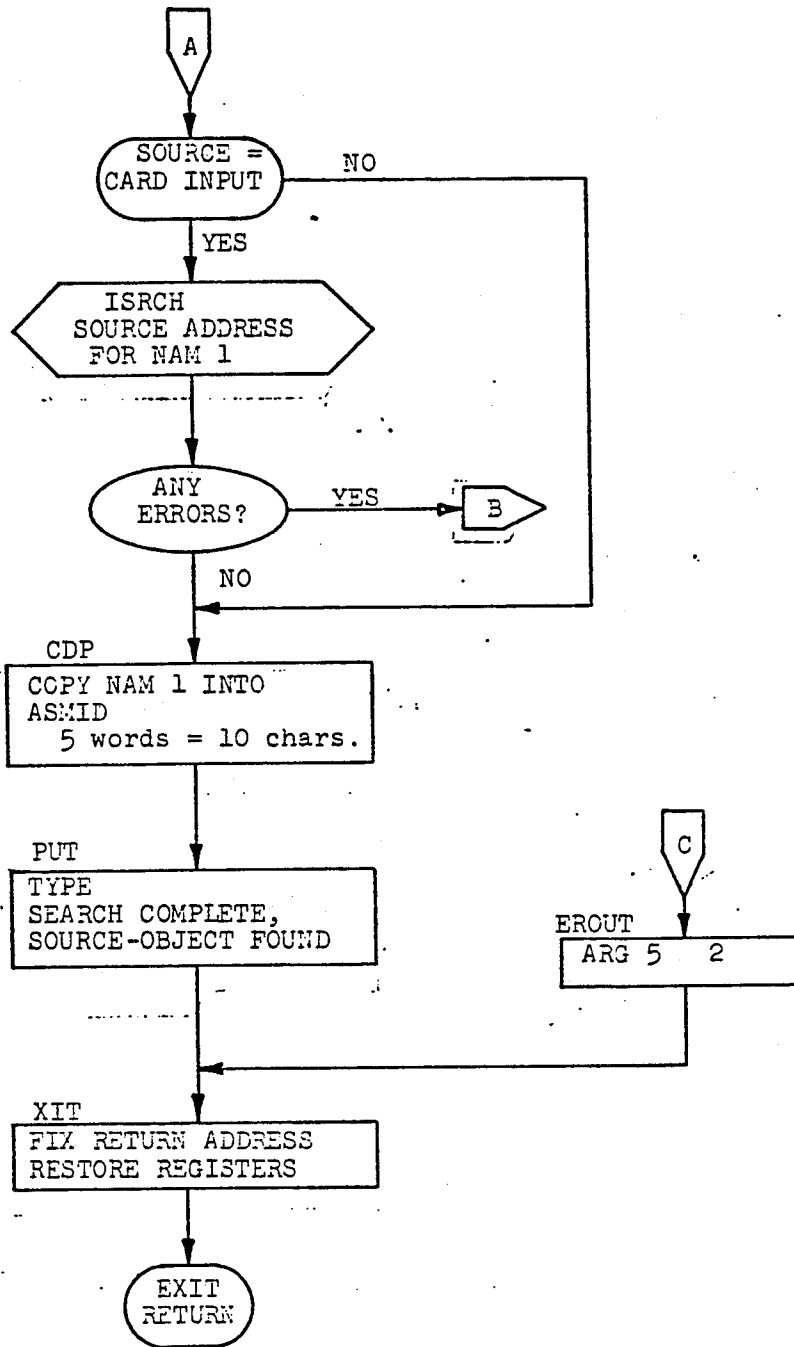 A
SOURCE =
CARD INPUT
NO
YES
ISRCH
SOURCE ADDRESS
FOR NAM 1
ANY
ERRORS?
YES
B
NO
CDP
COPY NAM 1 INTO
ASMID
5 words = 10 chars.
PUT
TYPE
SEARCH COMPLETE,
SOURCE-OBJECT FOUND
C
EROUT
ARG 5 2
XIT
FIX RETURN ADDRESS
RESTORE REGISTERS
EXIT
RETURN